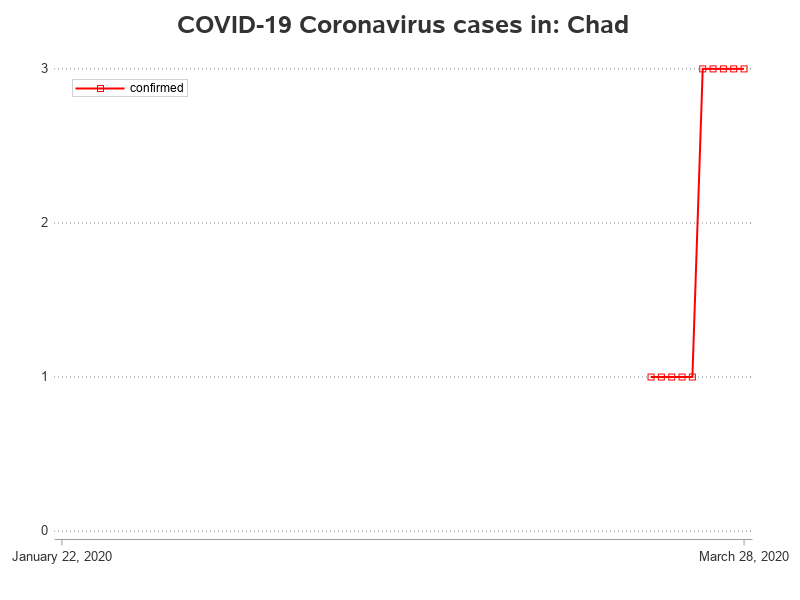 COVID-19 Coronavirus cases in: Chad
3
confirmed
2
1
0
January 22, 2020
March 28, 2020